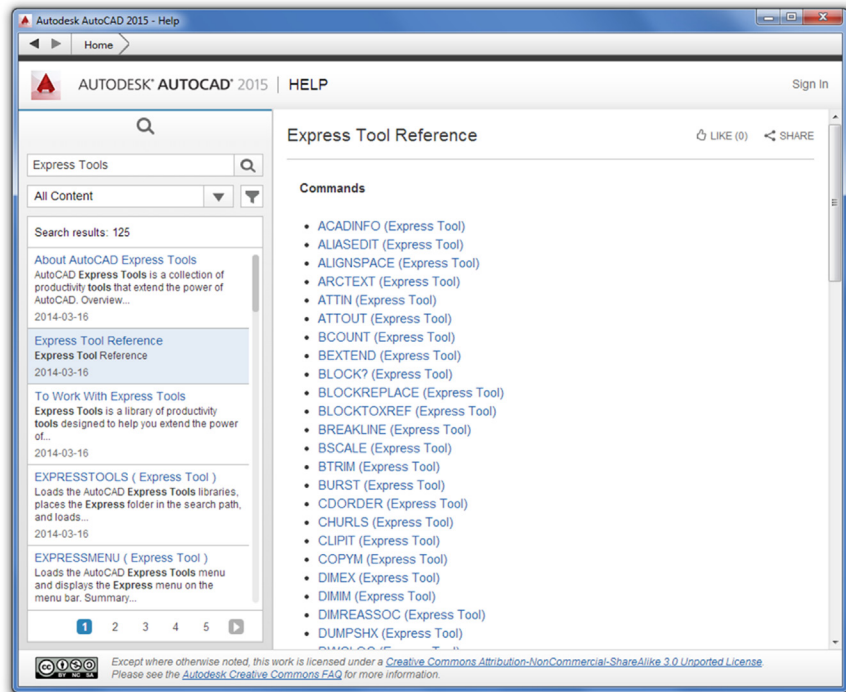 Autodesk AutoCAD 2015 - Help
Home
AUTODESK® AUTOCAD® 2015 | HELP
Sign In
Express Tools
All Content
Search results: 125
About AutoCAD Express Tools
AutoCAD Express Tools is a collection of
productivity tools that extend the power of
AutoCAD. Overview...
2014-03-16
Express Tool Reference
Express Tool Reference
2014-03-16
To Work With Express Tools
Express Tools is a library of productivity
tools designed to help you extend the power
of...
2014-03-16
EXPRESSTOOLS ( Express Tool )
Loads the AutoCAD Express Tools libraries,
places the Express folder in the search path,
and loads...
2014-03-16
EXPRESSMENU ( Express Tool )
Loads the AutoCAD Express Tools menu
and displays the Express menu on the
menu bar. Summary...
1 2 3 4 5
Express Tool Reference
LIKE (0) SHARE
Commands
• ACADINFO (Express Tool)
• ALIASEDIT (Express Tool)
• ALIGNSPACE (Express Tool)
• ARCTEXT (Express Tool)
• ATTIN (Express Tool)
• ATTOUT (Express Tool)
• BCOUNT (Express Tool)
• BEXTEND (Express Tool)
• BLOCK? (Express Tool)
• BLOCKREPLACE (Express Tool)
• BLOCKTOXREF (Express Tool)
• BREAKLINE (Express Tool)
• BSCALE (Express Tool)
• BTRIM (Express Tool)
• BURST (Express Tool)
• CDORDER (Express Tool)
• CHURLS (Express Tool)
• CLIPIT (Express Tool)
• COPYM (Express Tool)
• DIMEX (Express Tool)
• DIMIM (Express Tool)
• DIMREASSOC (Express Tool)
• DUMPSHX (Express Tool)
cc BY NC SA
Except where otherwise noted, this work is licensed under a Creative Commons Attribution-NonCommercial-ShareAlike 3.0 Unported License.
Please see the Autodesk Creative Commons FAQ for more information.